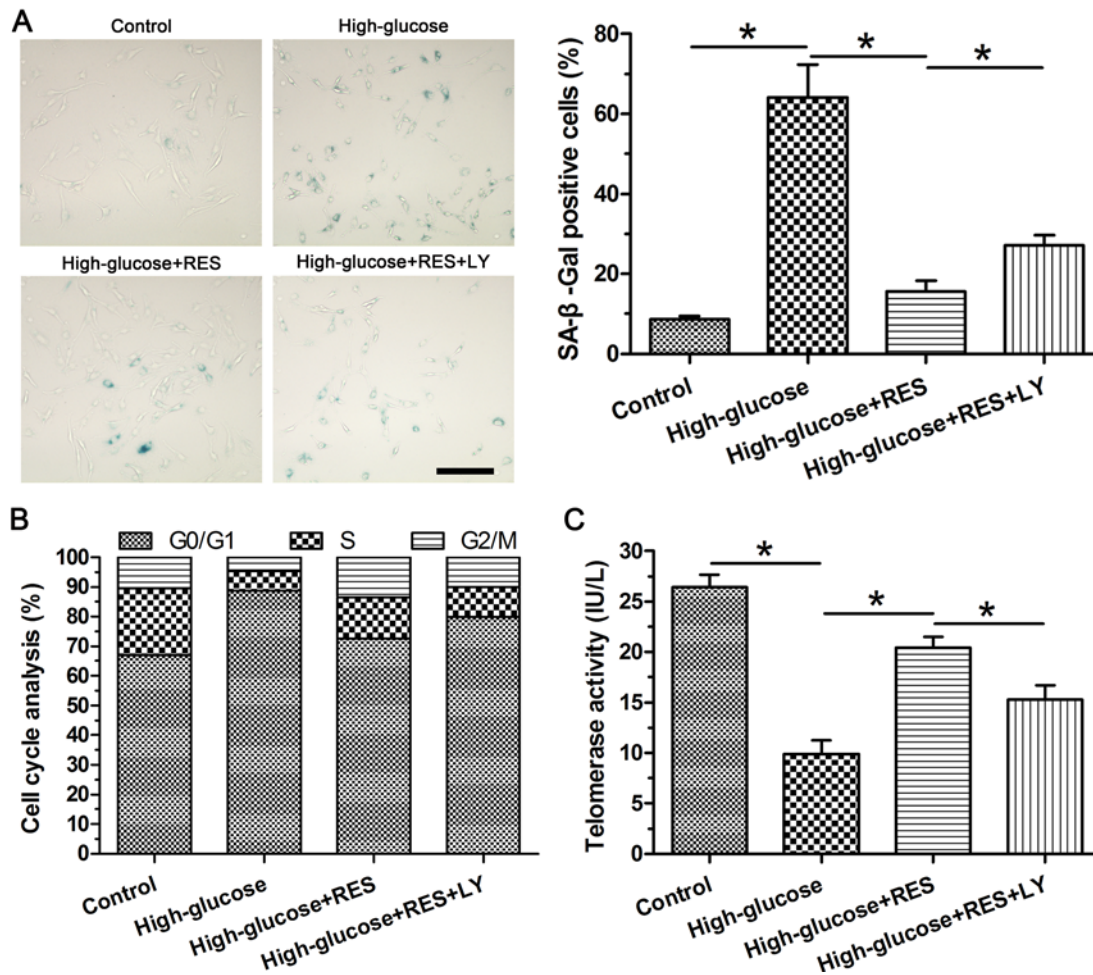 A
Control
High-glucose
High-glucose+RES
High-glucose+RES+LY
SA-β -Gal positive cells (%)
80
60
40
20
0
*
*
*
Control
High-glucose
High-glucose+RES
High-glucose+RES+LY
B
G0/G1
S
G2/M
Cell cycle analysis (%)
100
90
80
70
60
50
40
30
20
10
0
Control
High-glucose
High-glucose+RES
High-glucose+RES+LY
C
Telomerase activity (IU/L)
30
25
20
15
10
5
0
*
*
*
Control
High-glucose
High-glucose+RES
High-glucose+RES+LY